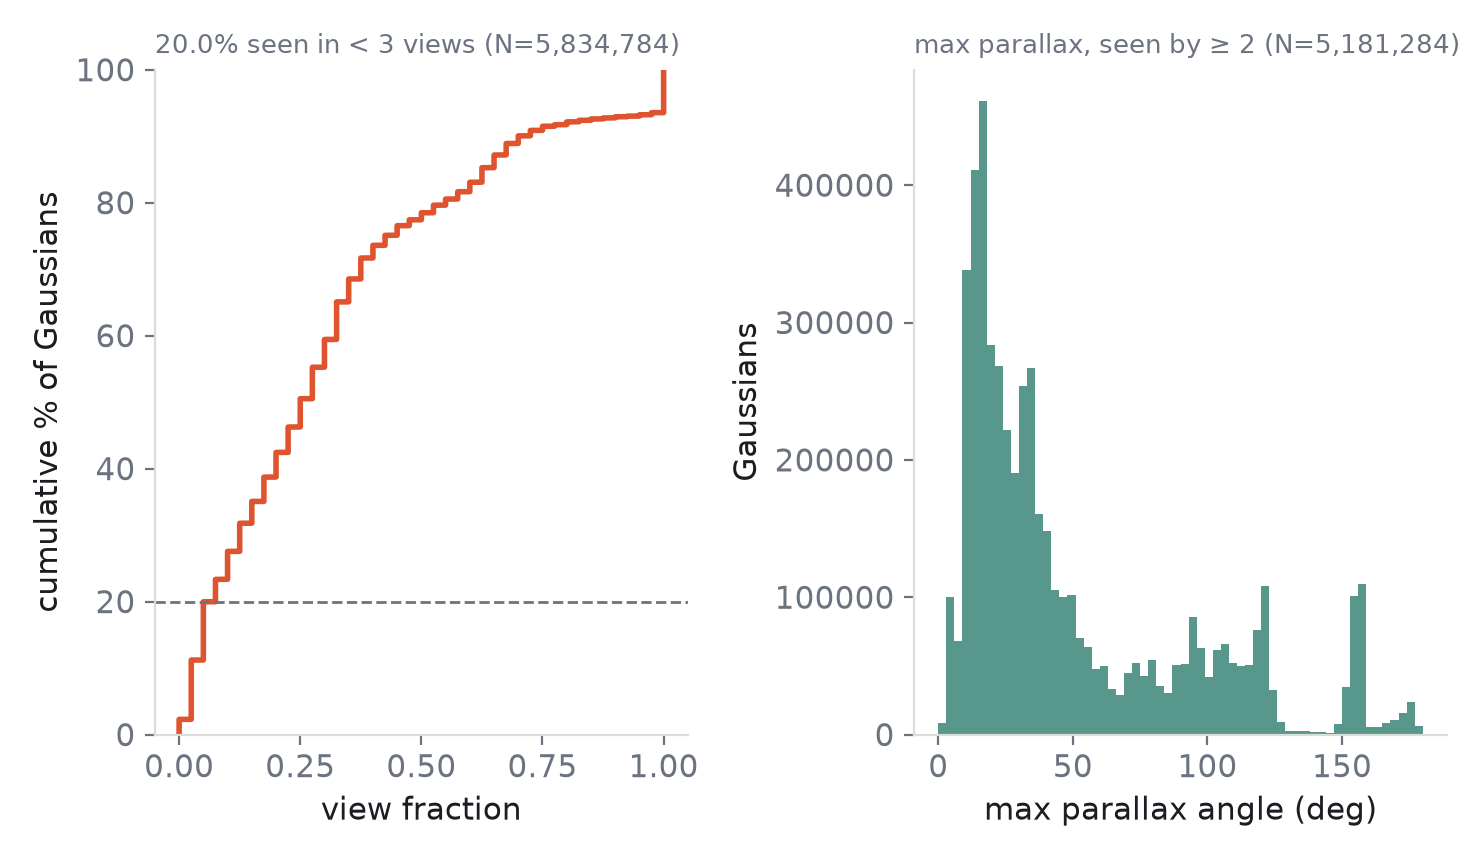 20.0% seen in < 3 views (N=5,834,784)
100
80
60
40
20
0
cumulative % of Gaussians
0.00 0.25 0.50 0.75 1.00
view fraction
max parallax, seen by ≥ 2 (N=5,181,284)
400000
300000
200000
100000
0
Gaussians
0 50 100 150
max parallax angle (deg)